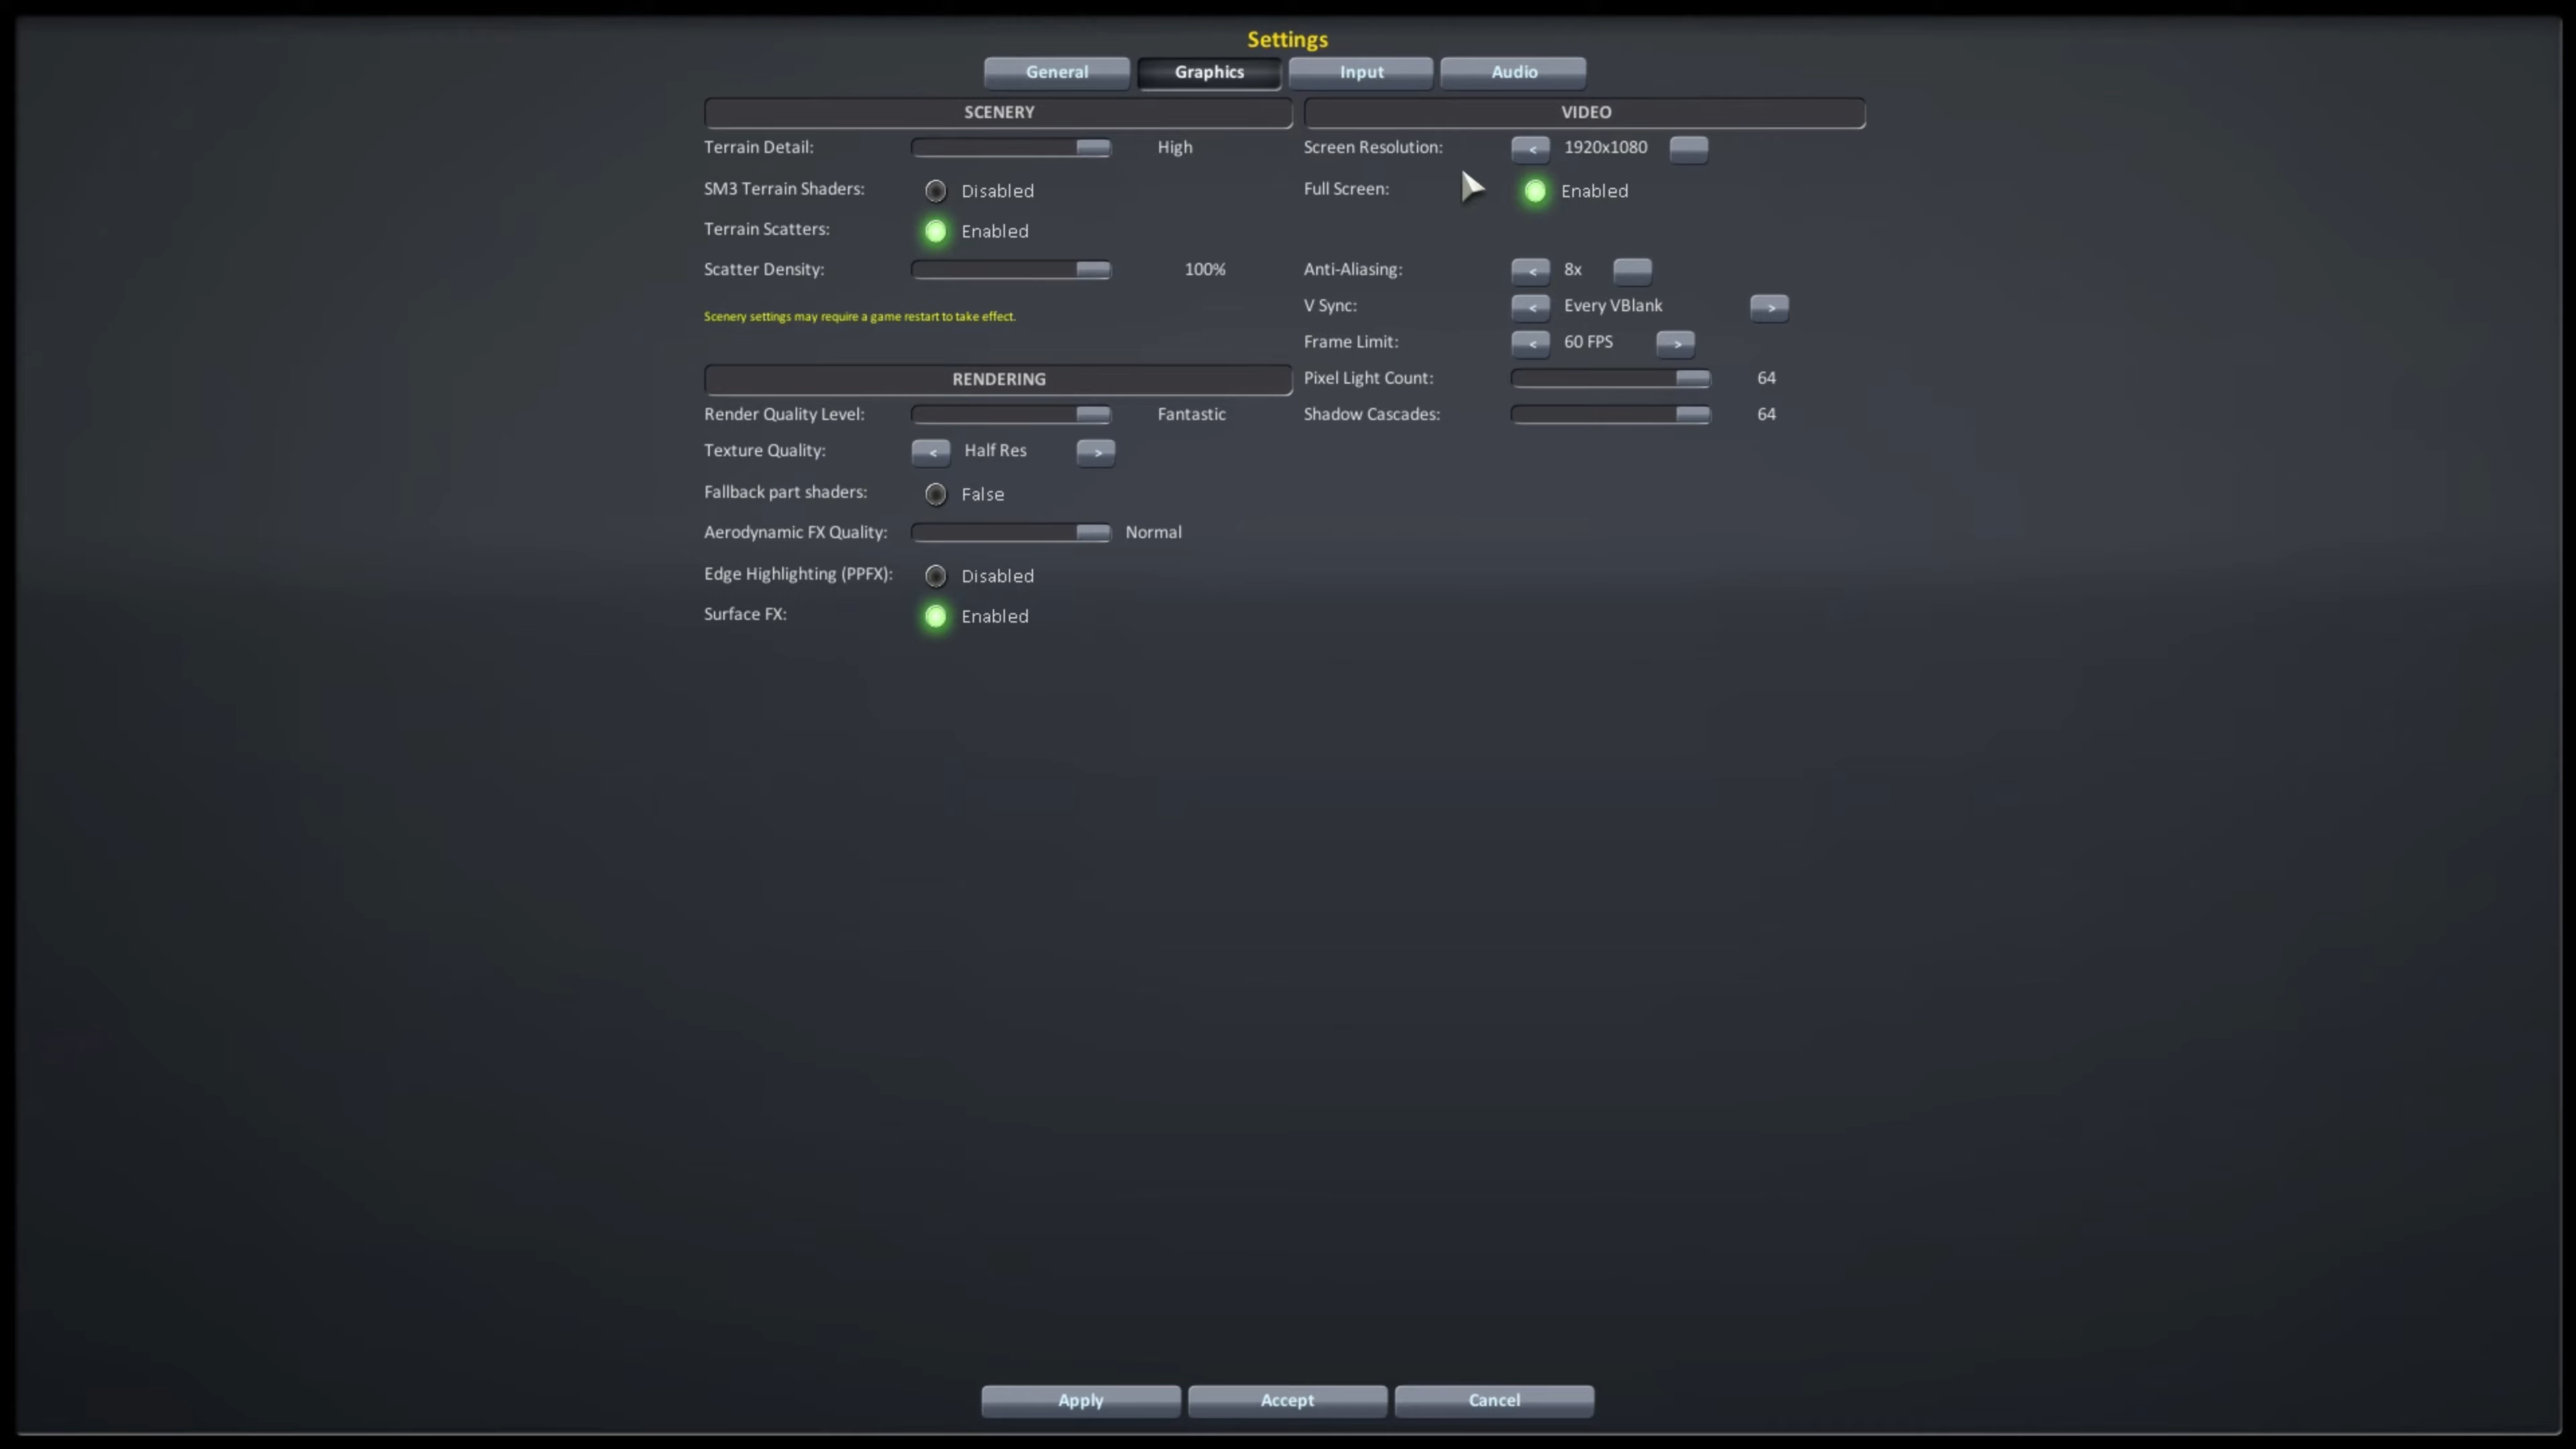 Settings
General Graphics Input Audio
SCENERY
Terrain Detail: High
SM3 Terrain Shaders: Disabled
Terrain Scatters: Enabled
Scatter Density: 100%
Scenery settings may require a game restart to take effect.
RENDERING
Render Quality Level: Fantastic
Texture Quality: < Half Res >
Fallback part shaders: False
Aerodynamic FX Quality: Normal
Edge Highlighting (PPFX): Disabled
Surface FX: Enabled
VIDEO
Screen Resolution: < 1920x1080
Full Screen: Enabled
Anti-Aliasing: < 8x
V Sync: < Every VBlank >
Frame Limit: < 60 FPS >
Pixel Light Count: 64
Shadow Cascades: 64
Apply Accept Cancel